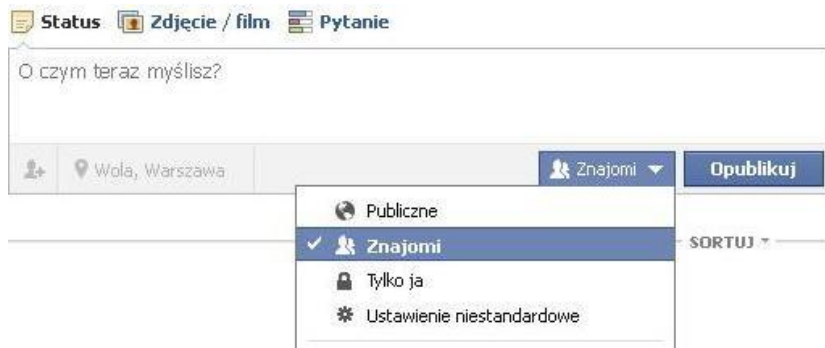 Status Zdjęcie / film Pytanie
O czym teraz myślisz?
Wola, Warszawa Znajomi Opublikuj
Publiczne
Znajomi SORTUJ
Tylko ja
Ustawienie niestandardowe